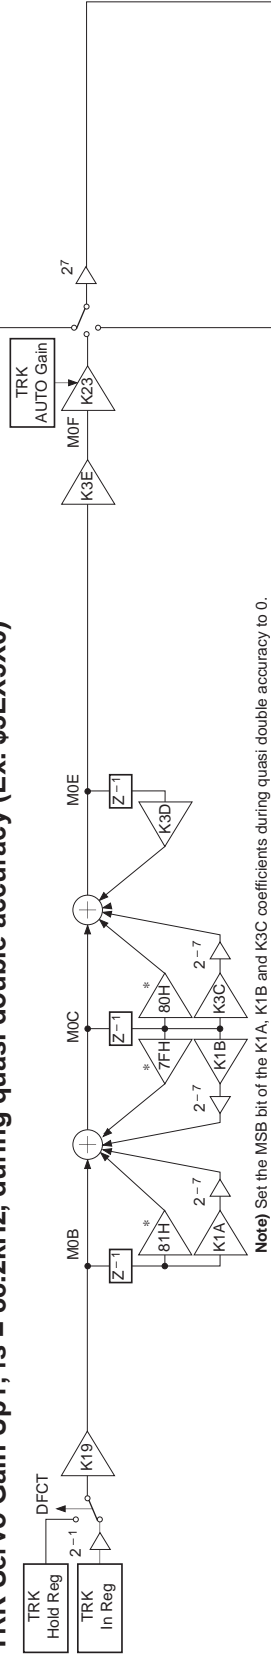 TRK Servo Gain Up1; fs = 88.2kHz, during quasi double accuracy (Ex.
TRK
Hold Reg
TRK
In Reg
2–1
DFCT
K19
M0B
Z–1
81H
*
K1A
2–7
7FH
*
K1B
2–7
M0C
Z–1
80H
*
K3C
2–7
M0E
Z–1
K3D
K3E
M0F
K23
TRK
AUTO Gain
27
Note) Set the MSB bit of the K1A, K1B and K3C coefficients during quasi double accuracy to 0.